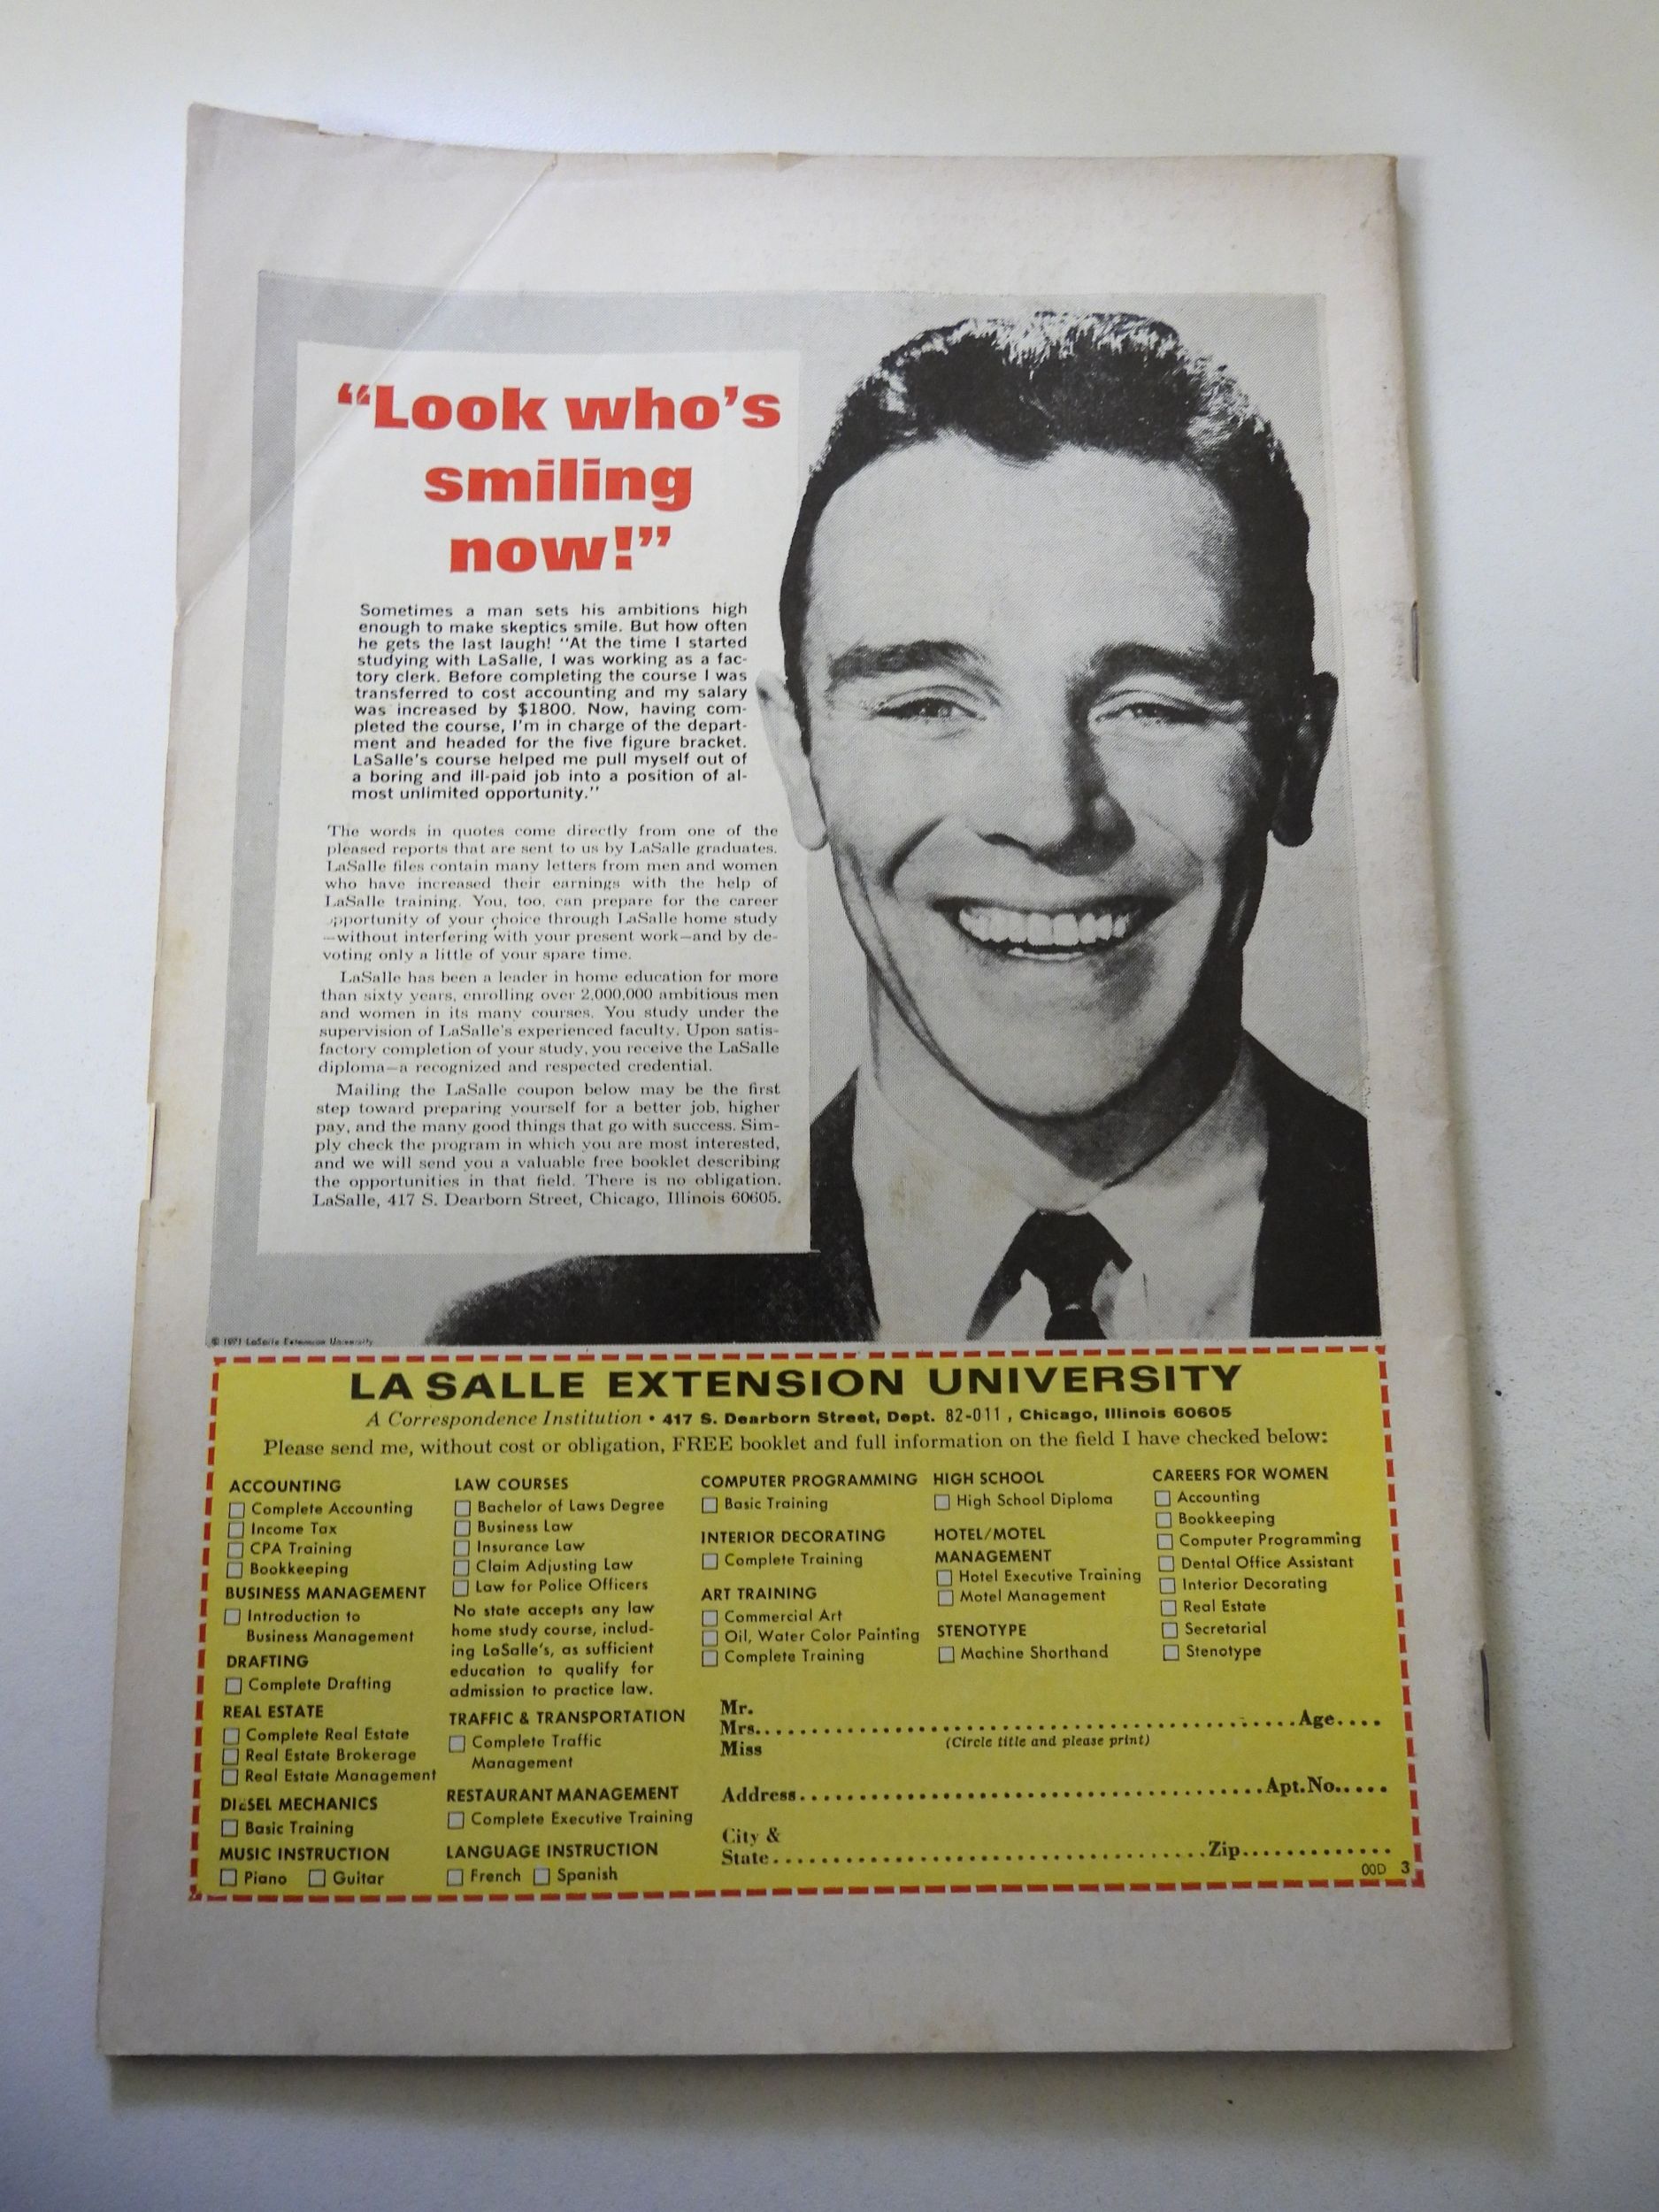 “Look who’s
smiling
now!”
Sometimes a man sets his ambitions high
enough to make skeptics smile. But how often
he gets the last laugh! “At the time I started
studying with LaSalle, I was working as a fac-
tory clerk. Before completing the course I was
transferred to cost accounting and my salary
was increased by $1800. Now, having com-
pleted the course, I’m in charge of the depart-
ment and headed for the five figure bracket.
LaSalle’s course helped me pull myself out of
a boring and ill-paid job into a position of al-
most unlimited opportunity.”
The words in quotes come directly from one of the
pleased reports that are sent to us by LaSalle graduates.
LaSalle files contain many letters from men and women
who have increased their earnings with the help of
LaSalle training. You, too, can prepare for the career
opportunity of your choice through LaSalle home study
—without interfering with your present work—and by de-
voting only a little of your spare time.
LaSalle has been a leader in home education for more
than sixty years, enrolling over 2,000,000 ambitious men
and women in its many courses. You study under the
supervision of LaSalle’s experienced faculty. Upon satis-
factory completion of your study, you receive the LaSalle
diploma—a recognized and respected credential.
Mailing the LaSalle coupon below may be the first
step toward preparing yourself for a better job, higher
pay, and the many good things that go with success. Sim-
ply check the program in which you are most interested,
and we will send you a valuable free booklet describing
the opportunities in that field. There is no obligation.
LaSalle, 417 S. Dearborn Street, Chicago, Illinois 60605.
© 1971 LaSalle Extension University
LA SALLE EXTENSION UNIVERSITY
A Correspondence Institution • 417 S. Dearborn Street, Dept. 82-011, Chicago, Illinois 60605
Please send me, without cost or obligation, FREE booklet and full information on the field I have checked below:
ACCOUNTING
Complete Accounting
Income Tax
CPA Training
Bookkeeping
BUSINESS MANAGEMENT
Introduction to
Business Management
DRAFTING
Complete Drafting
REAL ESTATE
Complete Real Estate
Real Estate Brokerage
Real Estate Management
DIESEL MECHANICS
Basic Training
MUSIC INSTRUCTION
Piano Guitar
LAW COURSES
Bachelor of Laws Degree
Business Law
Insurance Law
Claim Adjusting Law
Law for Police Officers
No state accepts any law
home study course, includ-
ing LaSalle’s, as sufficient
education to qualify for
admission to practice law.
TRAFFIC & TRANSPORTATION
Complete Traffic
Management
RESTAURANT MANAGEMENT
Complete Executive Training
LANGUAGE INSTRUCTION
French Spanish
COMPUTER PROGRAMMING
Basic Training
INTERIOR DECORATING
Complete Training
ART TRAINING
Commercial Art
Oil, Water Color Painting
Complete Training
HIGH SCHOOL
High School Diploma
HOTEL/MOTEL
MANAGEMENT
Hotel Executive Training
Motel Management
STENOTYPE
Machine Shorthand
CAREERS FOR WOMEN
Accounting
Bookkeeping
Computer Programming
Dental Office Assistant
Interior Decorating
Real Estate
Secretarial
Stenotype
Mr.
Mrs. Age
Miss (Circle title and please print)
Address Apt.No.
City &
State Zip
00D 3